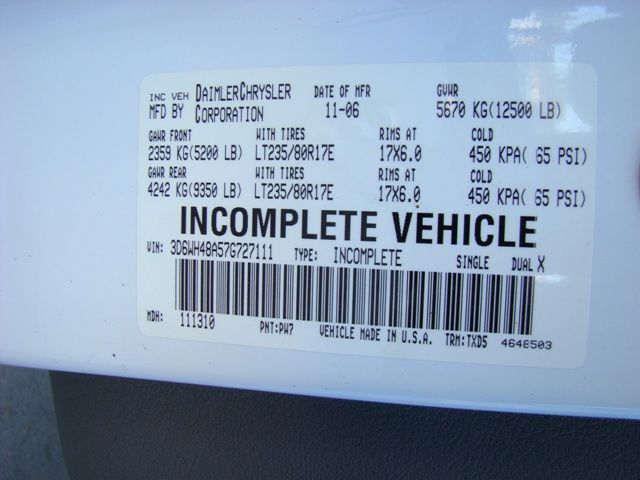 INC VEH DAIMLERCHRYSLER DATE OF MFR GVWR
MFD BY CORPORATION 11-06 5670 KG(12500 LB)
GAWR FRONT WITH TIRES RIMS AT COLD
2359 KG(5200 LB) LT235/80R17E 17X6.0 450 KPA( 65 PSI)
GAWR REAR WITH TIRES RIMS AT COLD
4242 KG(9350 LB) LT235/80R17E 17X6.0 450 KPA( 65 PSI)
INCOMPLETE VEHICLE
VIN: 3D6WH48A57G727111 TYPE: INCOMPLETE SINGLE DUAL X
MDH: 111310 PNT:PW7 VEHICLE MADE IN U.S.A. TRM:TXD5 4648503